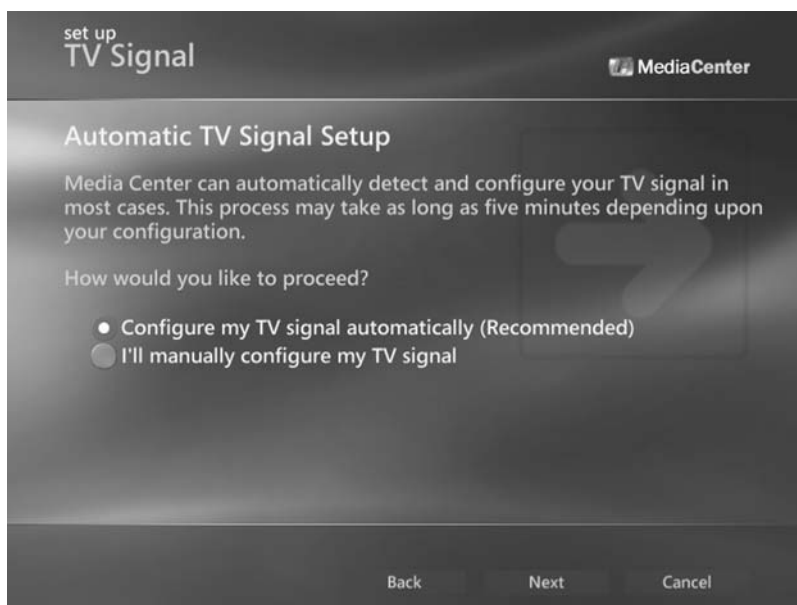 set up
TV Signal
MediaCenter
Automatic TV Signal Setup
Media Center can automatically detect and configure your TV signal in
most cases. This process may take as long as five minutes depending upon
your configuration.
How would you like to proceed?
Configure my TV signal automatically (Recommended)
I'll manually configure my TV signal
Back Next Cancel